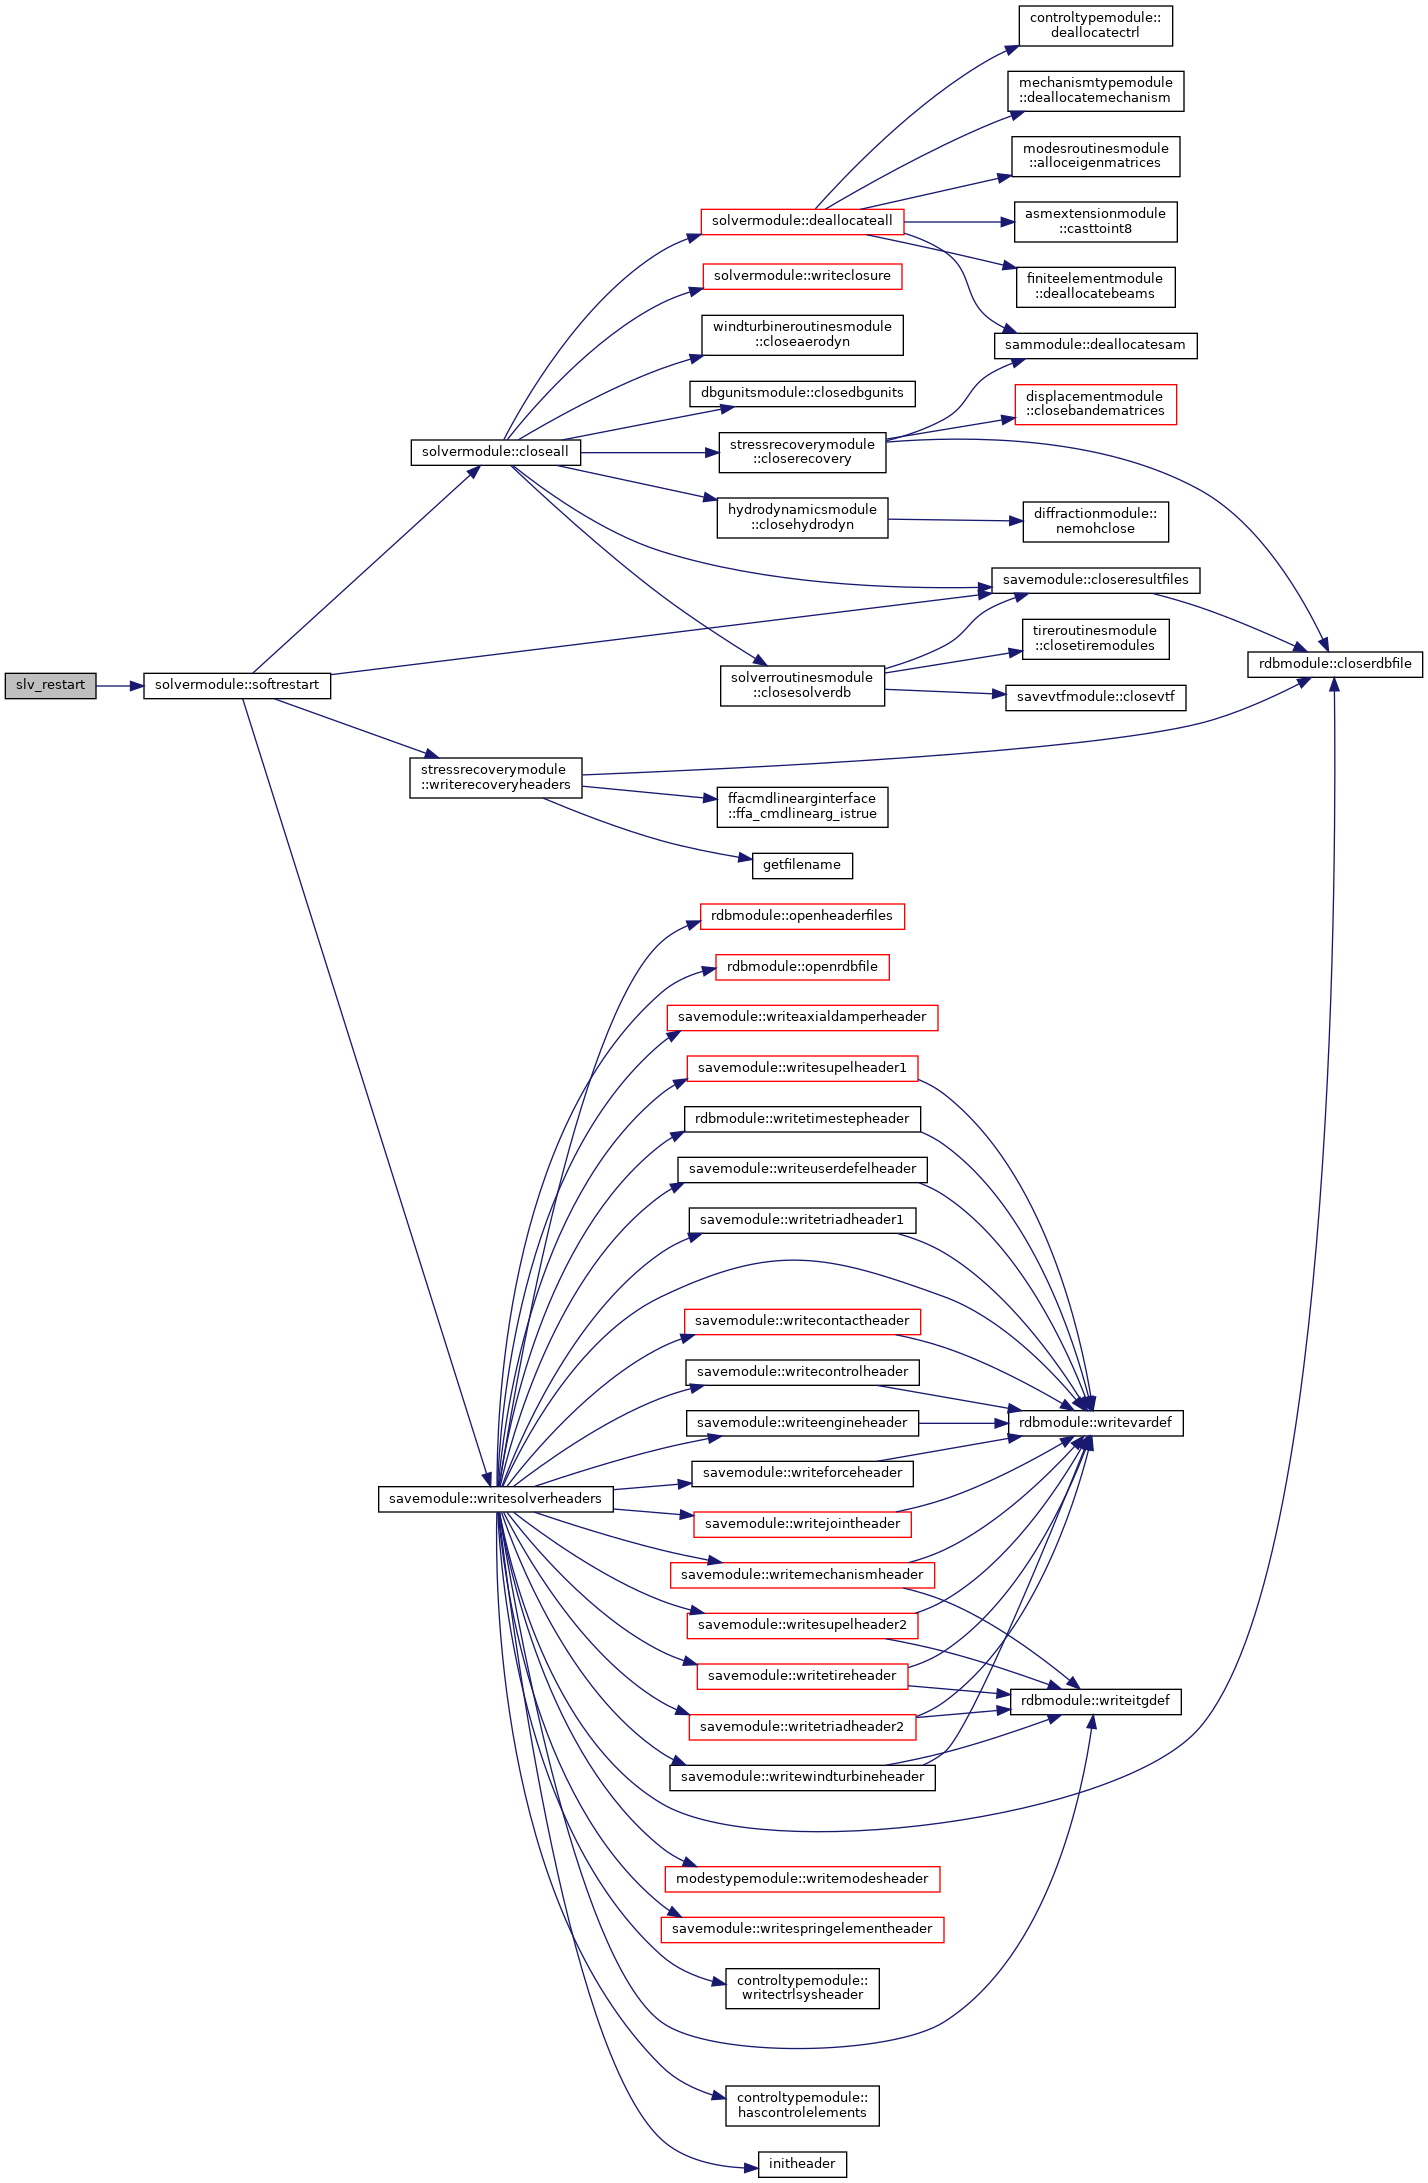 controltypemodule::
deallocatectrl
mechanismtypemodule
::deallocatemechanism
modesroutinesmodule
::alloceigenmatrices
asmextensionmodule
::casttoint8
solvermodule::deallocateall
finiteelementmodule
::deallocatebeams
solvermodule::writeclosure
windturbineroutinesmodule
::closeaerodyn
sammodule::deallocatesam
dbgunitsmodule::closedbgunits
displacementmodule
::closebandematrices
solvermodule::closeall
stressrecoverymodule
::closerecovery
hydrodynamicsmodule
::closehydrodyn
diffractionmodule::
nemohclose
savemodule::closeresultfiles
tireroutinesmodule
::closetiremodules
rdbmodule::closerdbfile
slv_restart
solvermodule::softrestart
solverroutinesmodule
::closesolverdb
savevtfmodule::closevtf
stressrecoverymodule
::writerecoveryheaders
ffacmdlinearginterface
::ffa_cmdlinearg_istrue
getfilename
rdbmodule::openheaderfiles
rdbmodule::openrdbfile
savemodule::writeaxialdamperheader
savemodule::writesupelheader1
rdbmodule::writetimestepheader
savemodule::writeuserdefelheader
savemodule::writetriadheader1
savemodule::writecontactheader
savemodule::writecontrolheader
savemodule::writeengineheader
rdbmodule::writevardef
savemodule::writeforceheader
savemodule::writesolverheaders
savemodule::writejointheader
savemodule::writemechanismheader
savemodule::writesupelheader2
savemodule::writetireheader
rdbmodule::writeitgdef
savemodule::writetriadheader2
savemodule::writewindturbineheader
modestypemodule::writemodesheader
savemodule::writespringelementheader
controltypemodule::
writectrlsysheader
controltypemodule::
hascontrolelements
initheader